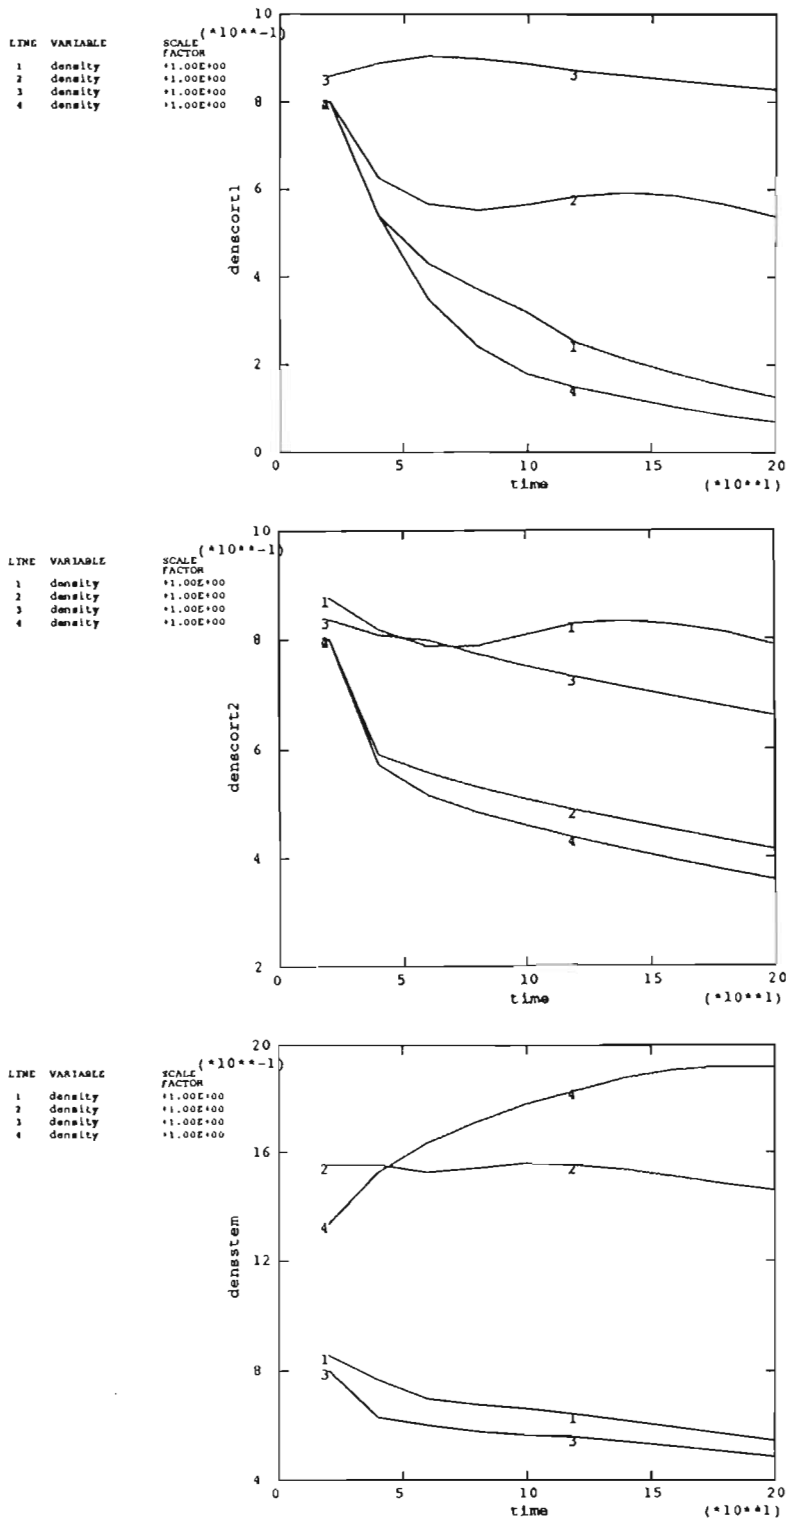 10
(*10**-1)
LINE VARIABLE SCALE FACTOR
1 density +1.00E+00
2 density +1.00E+00
3 density +1.00E+00
4 density +1.00E+00
8
6
4
2
0
denscort1
3
3
2
2
1
4
0 5 10 15 20
time (*10**1)
10
(*10**-1)
LINE VARIABLE SCALE FACTOR
1 density +1.00E+00
2 density +1.00E+00
3 density +1.00E+00
4 density +1.00E+00
8
6
4
2
denscort2
1
3
1
3
2
4
0 5 10 15 20
time (*10**1)
20
(*10**-1)
LINE VARIABLE SCALE FACTOR
1 density +1.00E+00
2 density +1.00E+00
3 density +1.00E+00
4 density +1.00E+00
16
12
8
4
densstem
2
4
4
2
1
3
1
3
0 5 10 15 20
time (*10**1)